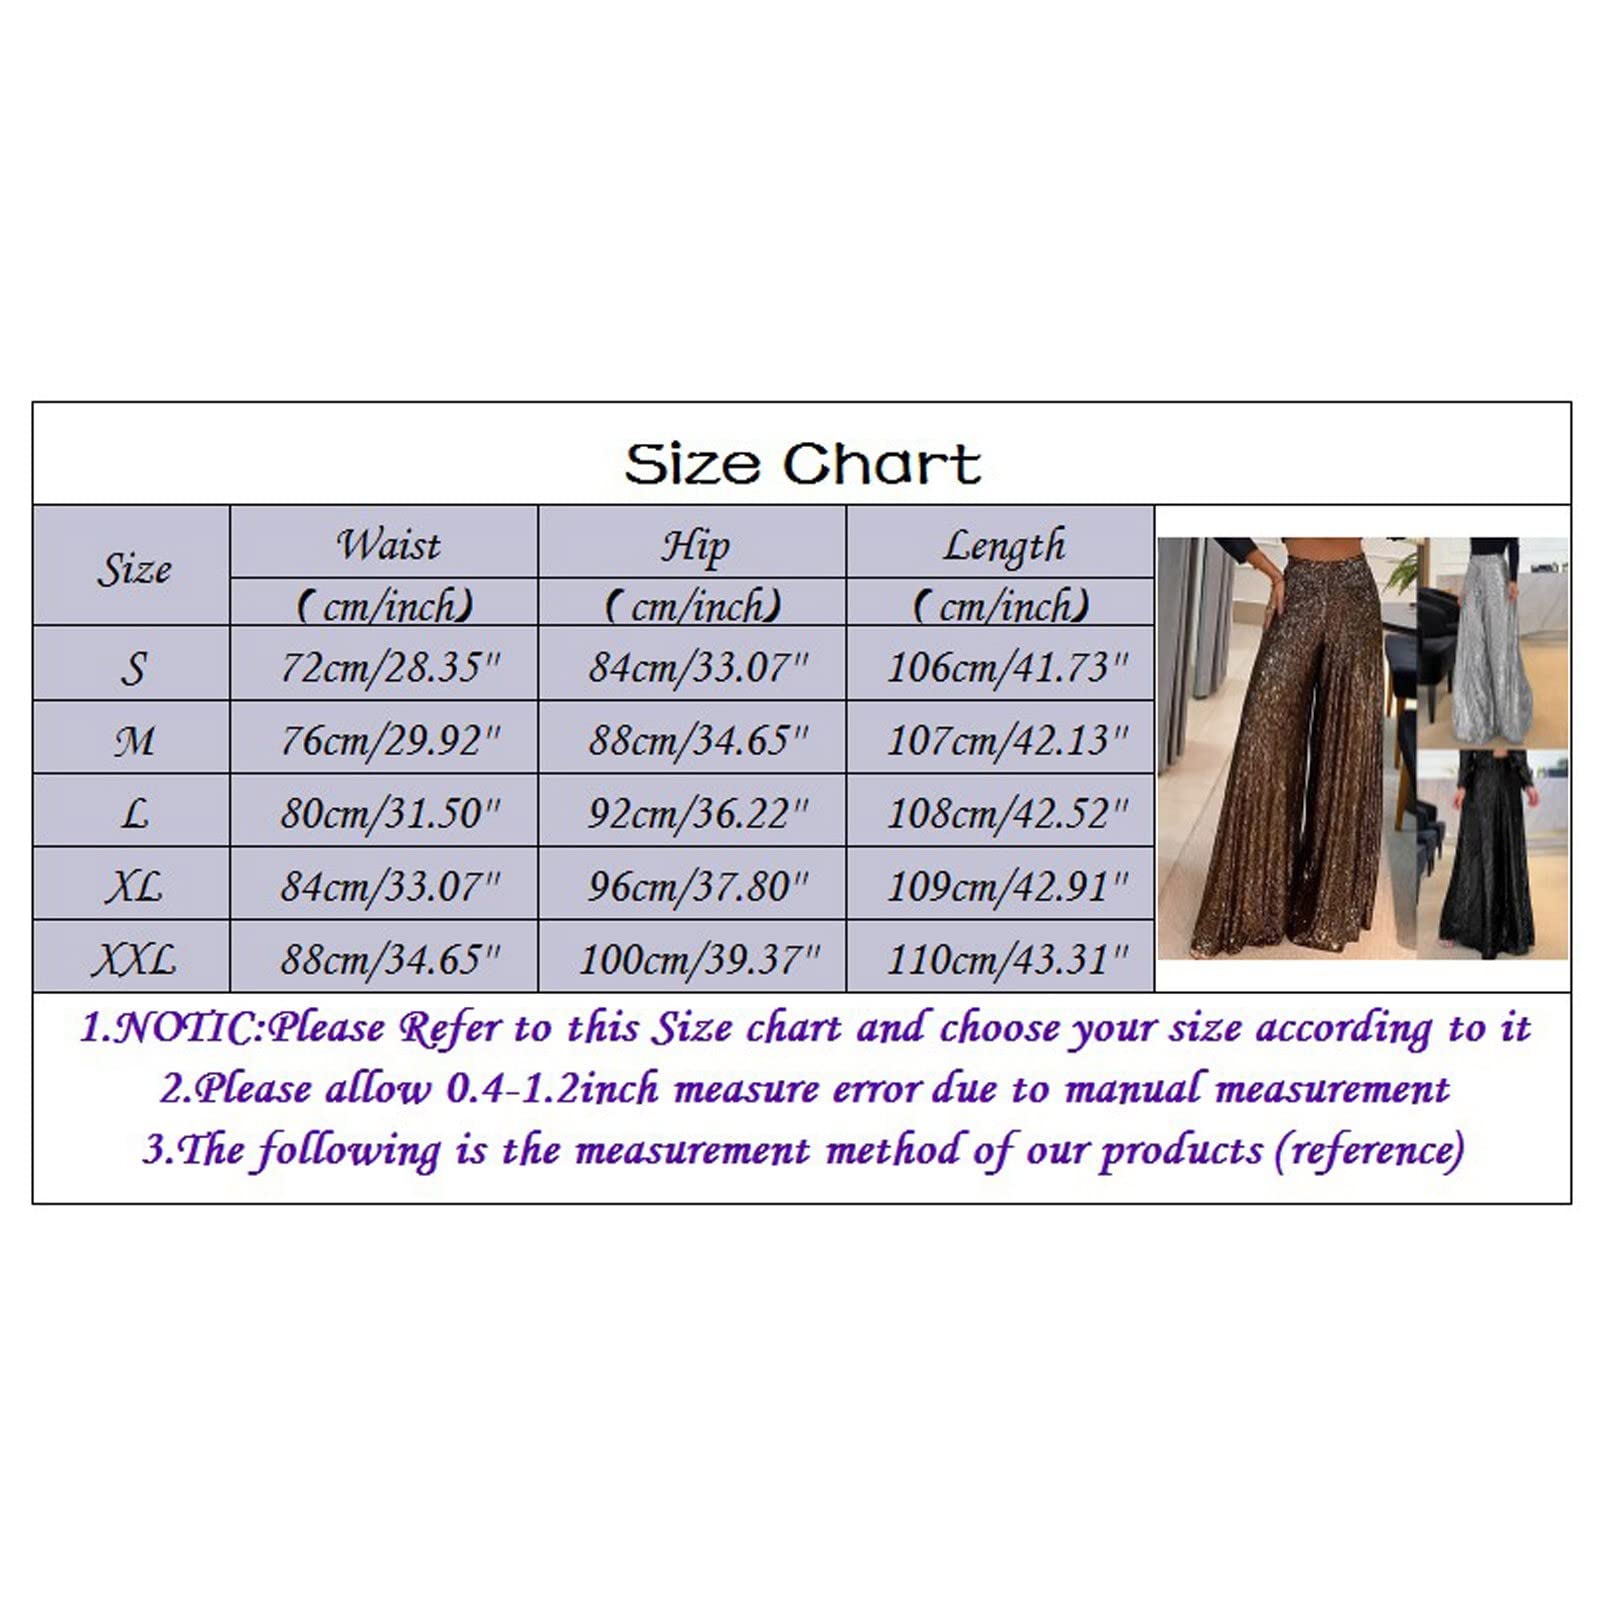 Size Chart
Size Waist Hip Length
( cm/inch) ( cm/inch) ( cm/inch)
S 72cm/28.35" 84cm/33.07" 106cm/41.73"
M 76cm/29.92" 88cm/34.65" 107cm/42.13"
L 80cm/31.50" 92cm/36.22" 108cm/42.52"
XL 84cm/33.07" 96cm/37.80" 109cm/42.91"
XXL 88cm/34.65" 100cm/39.37" 110cm/43.31"
1.NOTIC:Please Refer to this Size chart and choose your size according to it
2.Please allow 0.4-1.2inch measure error due to manual measurement
3.The following is the measurement method of our products (reference)